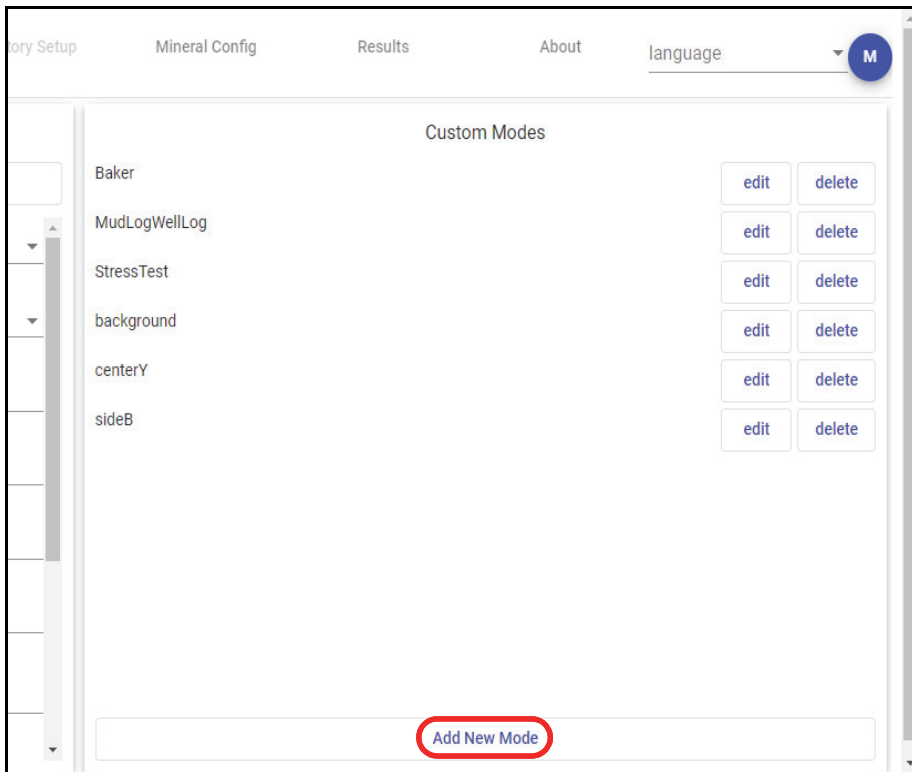 tory Setup Mineral Config Results About language M
Custom Modes
Baker edit delete
MudLogWellLog edit delete
StressTest edit delete
background edit delete
centerY edit delete
sideB edit delete
Add New Mode